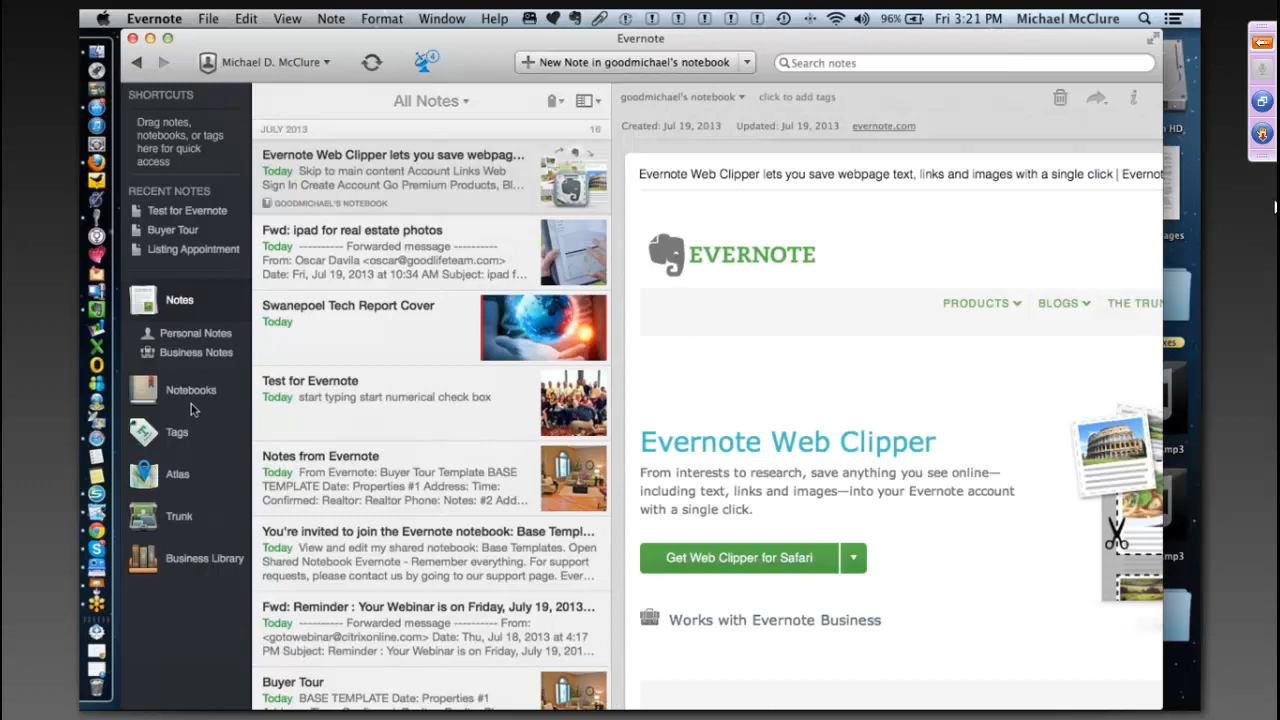 Evernote File Edit View Note Format Window Help 96% Fri 3:21 PM Michael McClure
Evernote
Michael D. McClure
4
New Note in goodmichael's notebook
Search notes
SHORTCUTS
Drag notes,
notebooks, or tags
here for quick
access
RECENT NOTES
Test for Evernote
Buyer Tour
Listing Appointment
Notes
Personal Notes
Business Notes
Notebooks
Tags
Atlas
Trunk
Business Library
All Notes
JULY 2013 16
Evernote Web Clipper lets you save webpag...
Today Skip to main content Account Links Web
Sign In Create Account Go Premium Products, Bl...
GOODMICHAEL'S NOTEBOOK
Fwd: ipad for real estate photos
Today ---------- Forwarded message ----------
From: Oscar Davila <oscar@goodlifeteam.com>
Date: Fri, Jul 19, 2013 at 10:34 AM Subject: ipad f...
Swanepoel Tech Report Cover
Today
Test for Evernote
Today start typing start numerical check box
Notes from Evernote
Today From Evernote: Buyer Tour Template BASE
TEMPLATE Date: Properties #1 Address: Time:
Confirmed: Realtor: Realtor Phone: Notes: #2 Add...
You're invited to join the Evernote notebook: Base Templ...
Today View and edit my shared notebook: Base Templates. Open
Shared Notebook Evernote - Remember everything. For support
requests, please contact us by going to our support page. Ever...
Fwd: Reminder : Your Webinar is on Friday, July 19, 2013...
Today ---------- Forwarded message ---------- From:
<gotowebinar@citrixonline.com> Date: Thu, Jul 18, 2013 at 4:17
PM Subject: Reminder : Your Webinar is on Friday, July 19, 2013...
Buyer Tour
Today BASE TEMPLATE Date: Properties #1
goodmichael's notebook click to add tags
Created: Jul 19, 2013 Updated: Jul 19, 2013 evernote.com
Evernote Web Clipper lets you save webpage text, links and images with a single click | Evernot
EVERNOTE
PRODUCTS BLOGS THE TRUN
Evernote Web Clipper
From interests to research, save anything you see online—
including text, links and images—into your Evernote account
with a single click.
Get Web Clipper for Safari
Works with Evernote Business
HD,
ages
xes
mp3
mp3